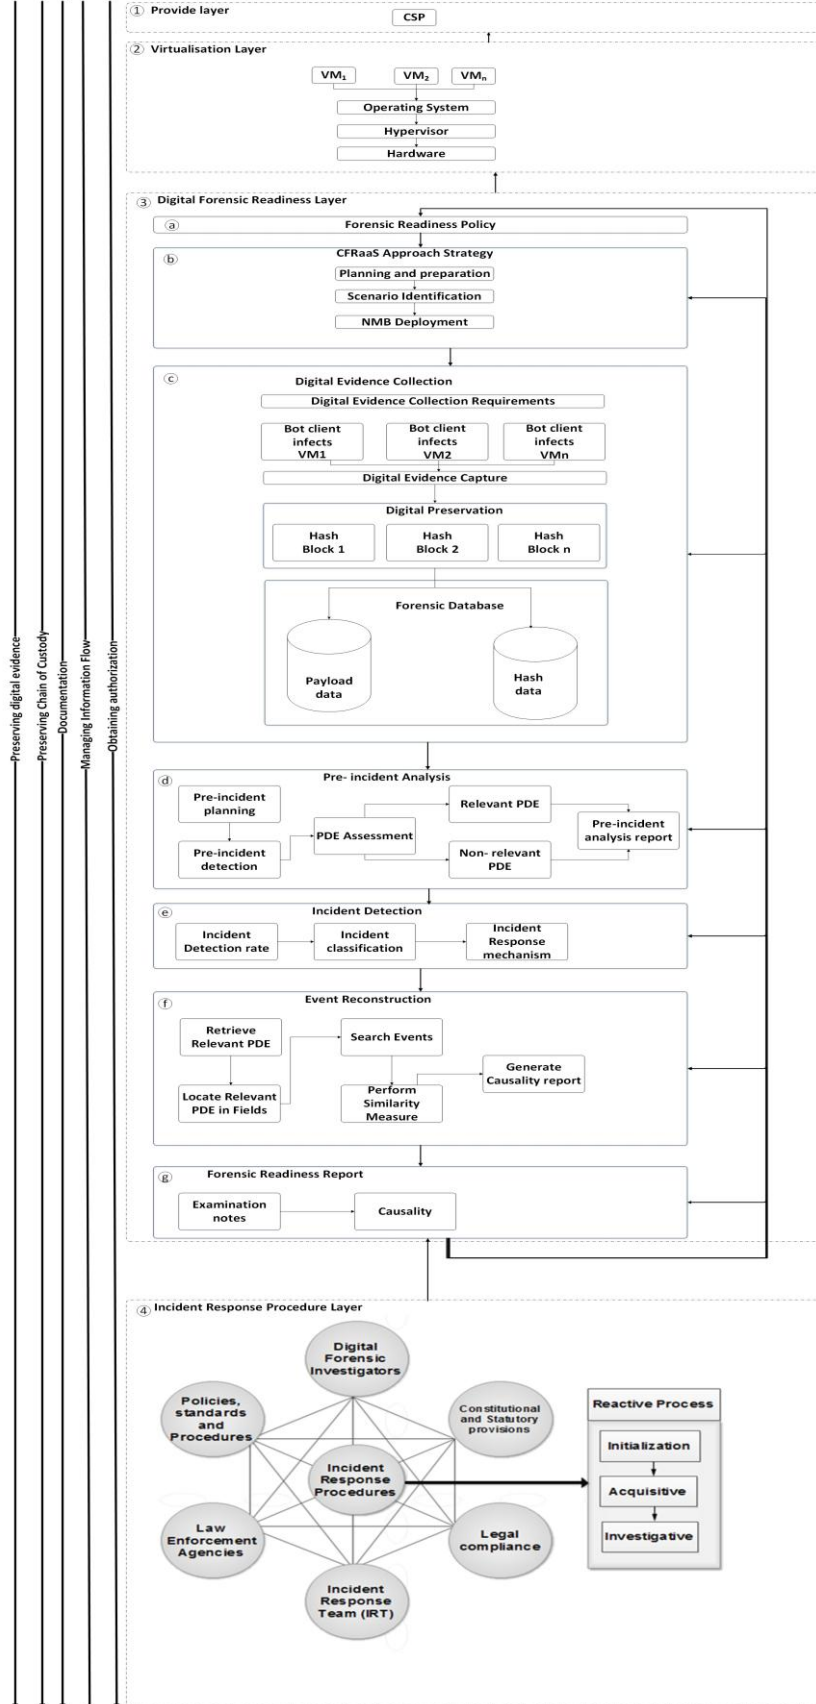 ① Provide layer
CSP
② Virtualisation Layer
VM₁
VM₂
VMₙ
Operating System
Hypervisor
Hardware
③ Digital Forensic Readiness Layer
ⓐ Forensic Readiness Policy
ⓑ CFRaaS Approach Strategy
Planning and preparation
Scenario Identification
NMB Deployment
ⓒ Digital Evidence Collection
Digital Evidence Collection Requirements
Bot client
infects
VM1
Bot client
infects
VM2
Bot client
infects
VMn
Digital Evidence Capture
Digital Preservation
Hash
Block 1
Hash
Block 2
Hash
Block n
Forensic Database
Payload
data
Hash
data
ⓓ Pre- incident Analysis
Pre-incident
planning
Pre-incident
detection
PDE Assessment
Relevant PDE
Non- relevant
PDE
Pre-incident
analysis report
ⓔ Incident Detection
Incident
Detection rate
Incident
classification
Incident
Response
mechanism
ⓕ Event Reconstruction
Retrieve
Relevant PDE
Locate Relevant
PDE in Fields
Search Events
Perform
Similarity
Measure
Generate
Causality report
ⓖ Forensic Readiness Report
Examination
notes
Causality
④ Incident Response Procedure Layer
Digital
Forensic
Investigators
Policies,
standards
and
Procedures
Constitutional
and Statutory
provisions
Incident
Response
Procedures
Law
Enforcement
Agencies
Legal
compliance
Incident
Response
Team (IRT)
Reactive Process
Initialization
Acquisitive
Investigative
Preserving digital evidence
Preserving Chain of Custody
Documentation
Managing Information Flow
Obtaining authorization